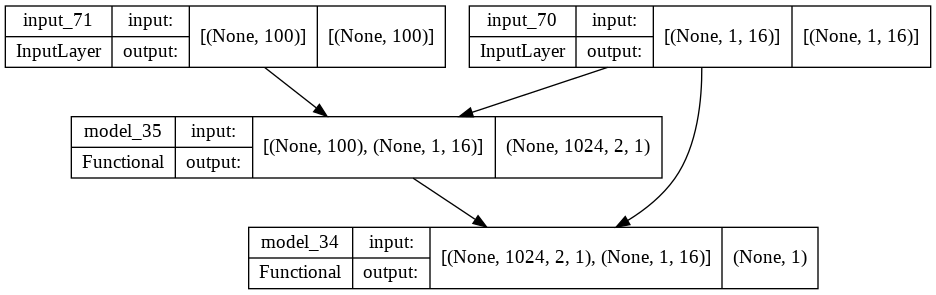 input_71 input: [(None, 100)] [(None, 100)]
InputLayer output:
input_70 input: [(None, 1, 16)] [(None, 1, 16)]
InputLayer output:
model_35 input: [(None, 100), (None, 1, 16)] (None, 1024, 2, 1)
Functional output:
model_34 input: [(None, 1024, 2, 1), (None, 1, 16)] (None, 1)
Functional output: